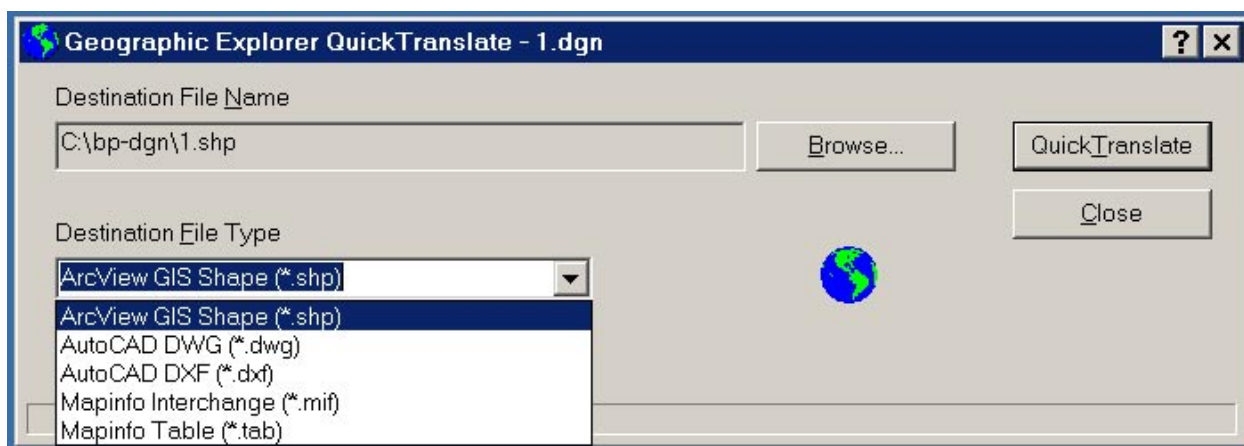 Geographic Explorer QuickTranslate - 1.dgn
Destination File Name
C:\bp-dgn\1.shp
Browse...
QuickTranslate
Close
Destination File Type
ArcView GIS Shape (*.shp)
ArcView GIS Shape (*.shp)
AutoCAD DWG (*.dwg)
AutoCAD DXF (*.dxf)
Mapinfo Interchange (*.mif)
Mapinfo Table (*.tab)